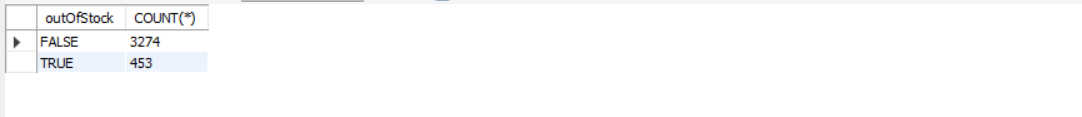 outOfStock COUNT(*)
FALSE 3274
TRUE 453